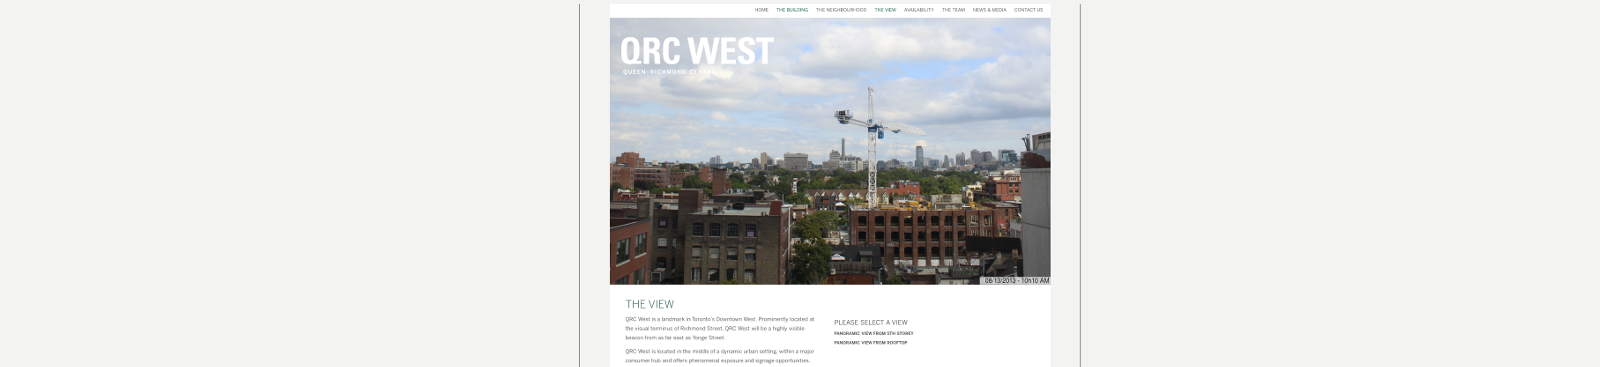 HOME THE BUILDING THE NEIGHBOURHOOD THE VIEW AVAILABILITY THE TEAM NEWS & MEDIA CONTACT US
QRC WEST
QUEEN RICHMOND CENTRE
08/13/2013 - 10h10 AM
THE VIEW
QRC West is a landmark in Toronto's Downtown West. Prominently located at
the visual terminus of Richmond Street, QRC West will be a highly visible
beacon from as far east as Yonge Street.
QRC West is located in the middle of a dynamic urban setting, within a major
consumer hub and offers phenomenal exposure and signage opportunities.
PLEASE SELECT A VIEW
PANORAMIC VIEW FROM 5TH STOREY
PANORAMIC VIEW FROM ROOFTOP